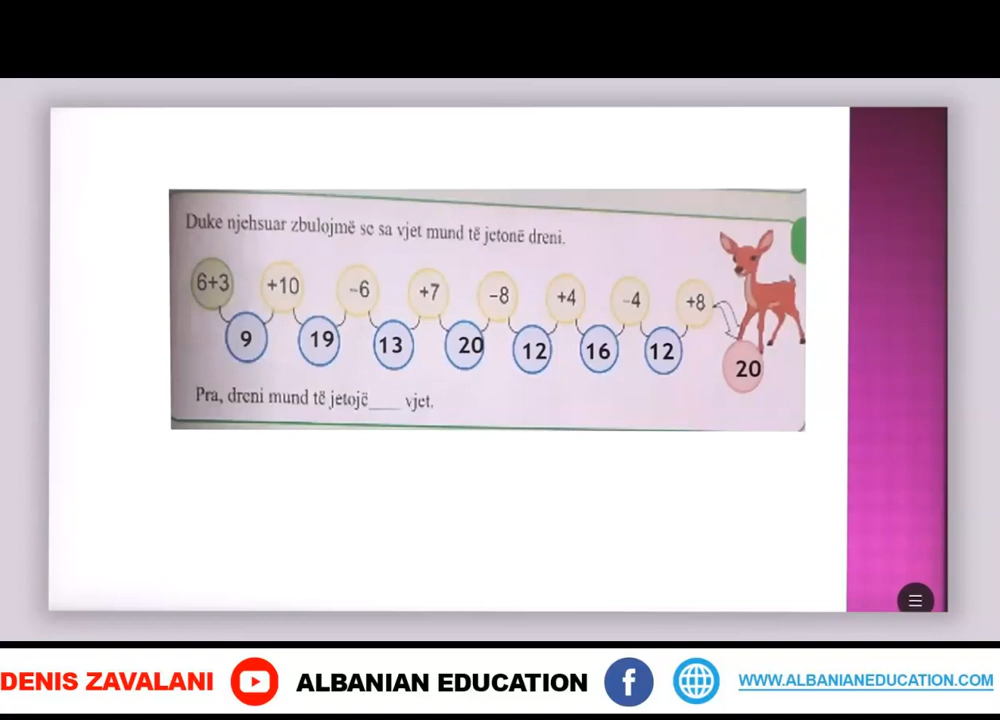 Duke njehsuar zbulojmë se sa vjet mund të jetonë dreni.
6+3 +10 -6 +7 -8 +4 -4 +8
9 19 13 20 12 16 12 20
Pra, dreni mund të jetojë____ vjet.
DENIS ZAVALANI ALBANIAN EDUCATION WWW.ALBANIANEDUCATION.COM